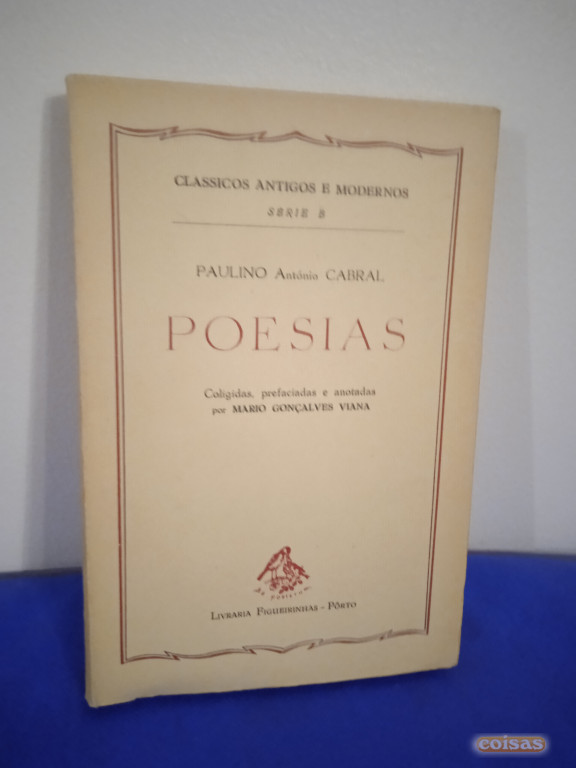 CLASSICOS ANTIGOS E MODERNOS
SERIE B
PAULINO António CABRAL
POESIAS
Coligidas, prefaciadas e anotadas
por MARIO GONÇALVES VIANA
LIVRARIA FIGUEIRINHAS - PÔRTO
coisas